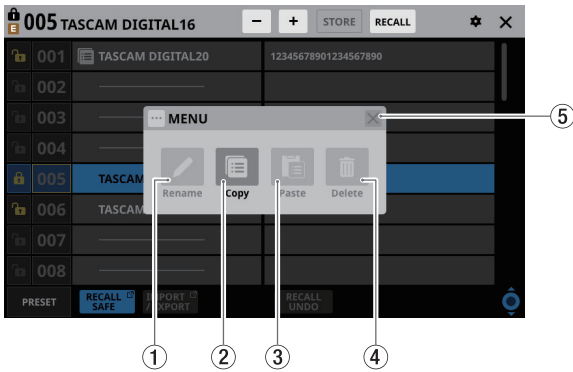 E 005 TASCAM DIGITAL16 − + STORE RECALL
001 TASCAM DIGITAL20 12345678901234567890
002
003
MENU 5
004
005 TASCAM
Rename Copy Paste Delete
006 TASCAM
007
008
PRESET RECALL SAFE IMPORT / EXPORT RECALL UNDO
1 2 3 4